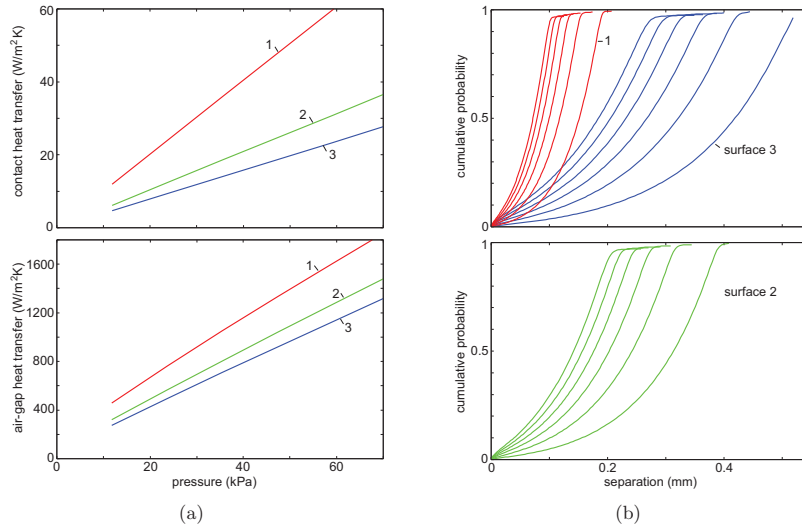 60
40
20
0
contact heat transfer (W/m²K)
1
2
3
1600
1200
800
400
0
air-gap heat transfer (W/m²K)
1
2
3
0 20 40 60
pressure (kPa)
(a)
1
0.5
0
cumulative probability
1
surface 3
1
0.5
0
cumulative probability
surface 2
0 0.2 0.4
separation (mm)
(b)